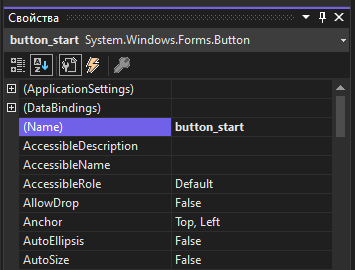 Свойства
button_start System.Windows.Forms.Button
(ApplicationSettings)
(DataBindings)
(Name) button_start
AccessibleDescription
AccessibleName
AccessibleRole Default
AllowDrop False
Anchor Top, Left
AutoEllipsis False
AutoSize False